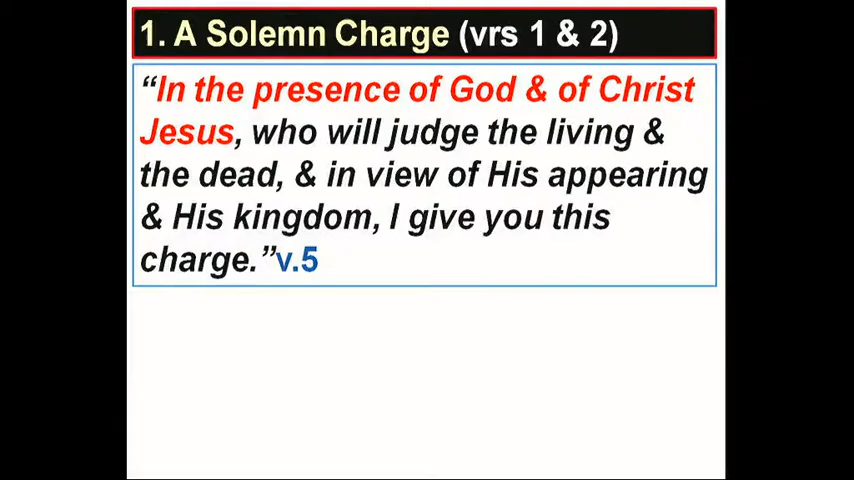 1. A Solemn Charge (vrs 1 & 2)
“In the presence of God & of Christ
Jesus, who will judge the living &
the dead, & in view of His appearing
& His kingdom, I give you this
charge.”v.5